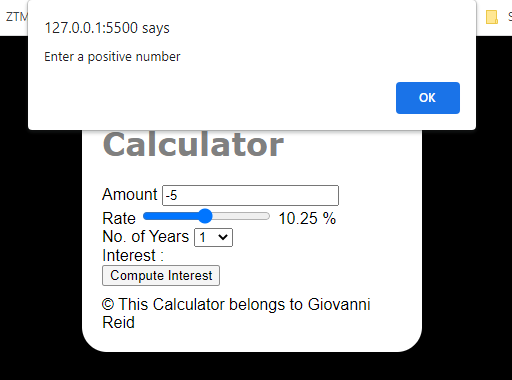 ZTM
127.0.0.1:5500 says
Enter a positive number
OK
Calculator
Amount -5
Rate 10.25 %
No. of Years 1
Interest :
Compute Interest
© This Calculator belongs to Giovanni
Reid